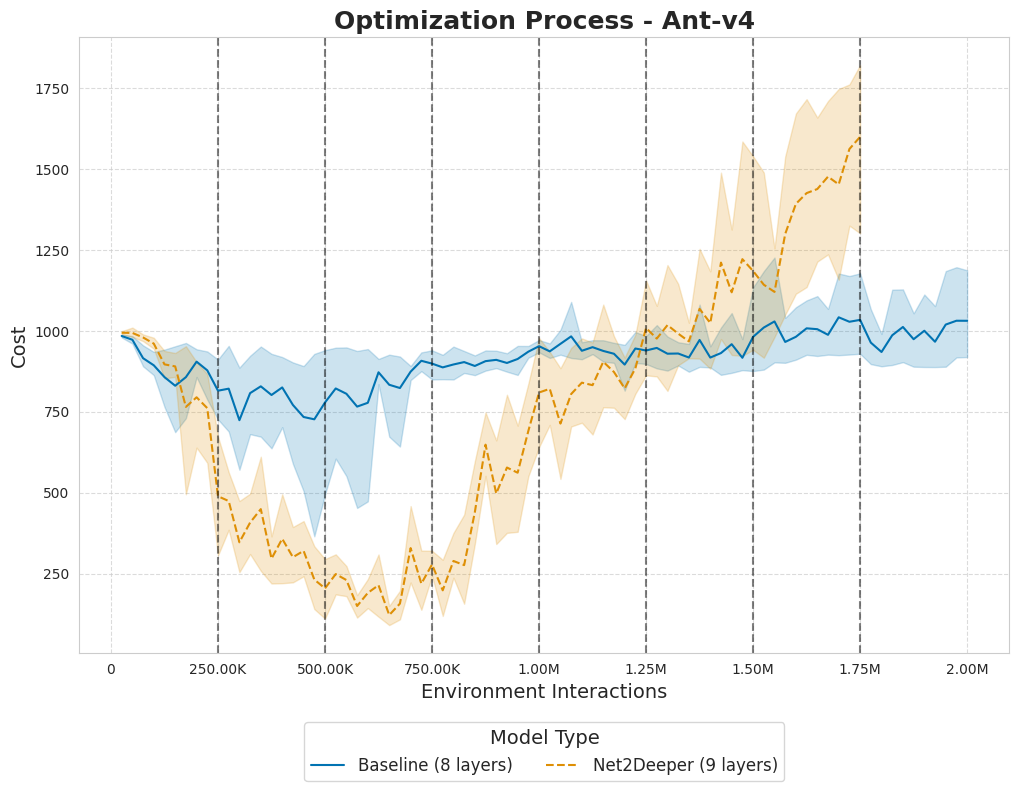 Optimization Process - Ant-v4
Cost
1750
1500
1250
1000
750
500
250
0
250.00K
500.00K
750.00K
1.00M
1.25M
1.50M
1.75M
2.00M
Environment Interactions
Model Type
Baseline (8 layers)
Net2Deeper (9 layers)